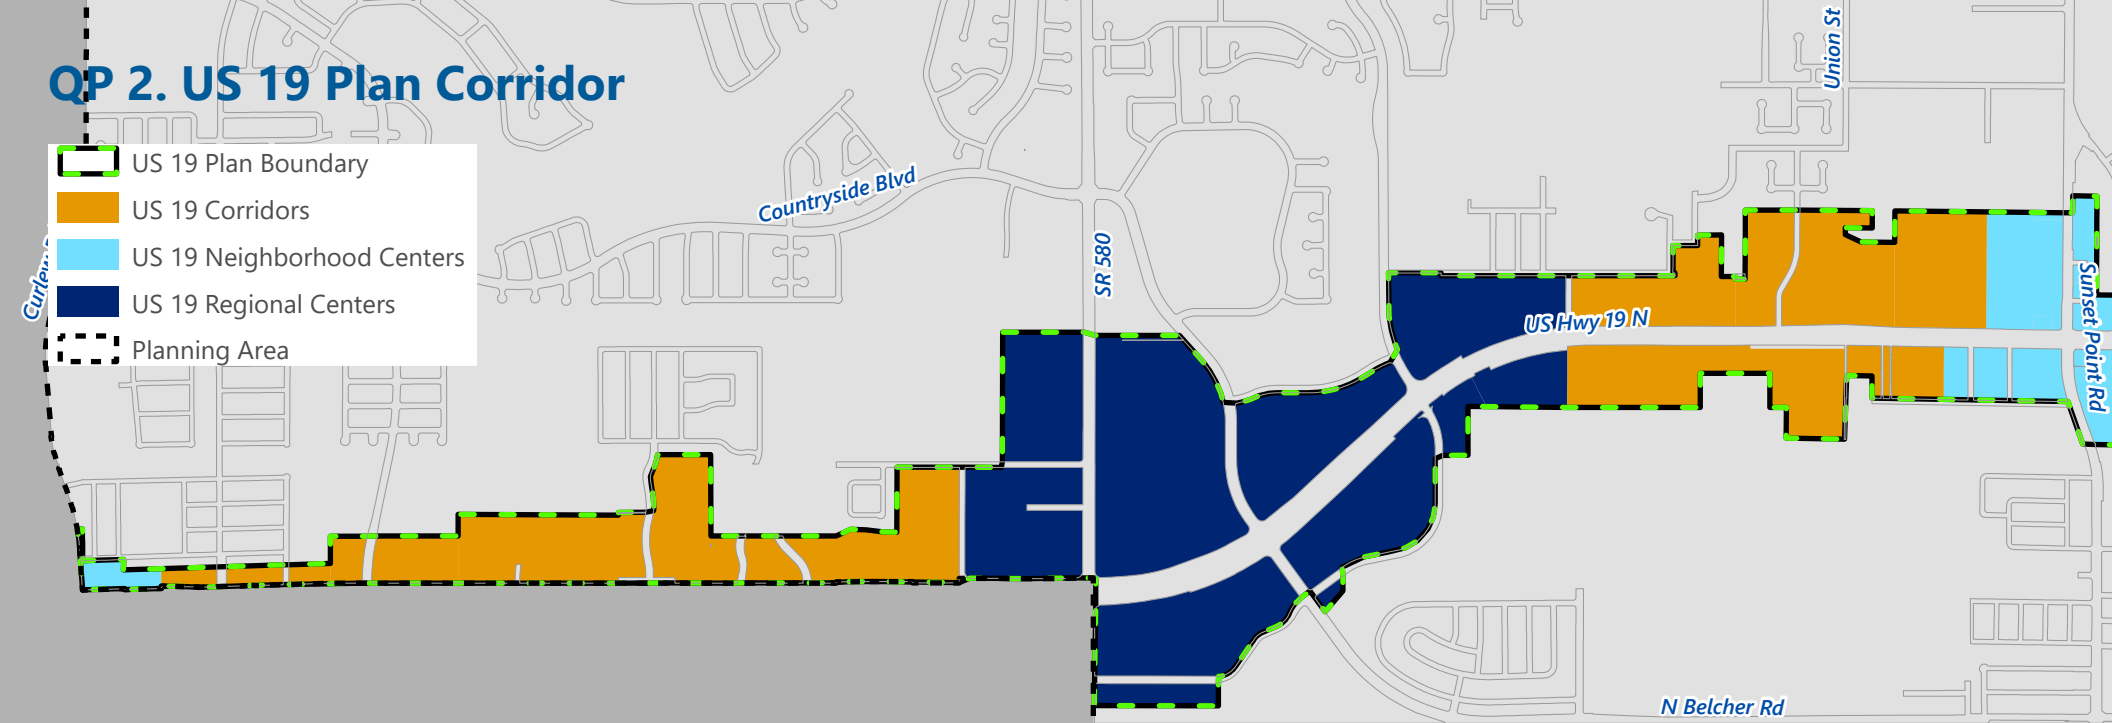 QP 2. US 19 Plan Corridor
US 19 Plan Boundary
US 19 Corridors
US 19 Neighborhood Centers
US 19 Regional Centers
Planning Area
Countryside Blvd
SR 580
US Hwy 19 N
Union St
Sunset Point Rd
N Belcher Rd